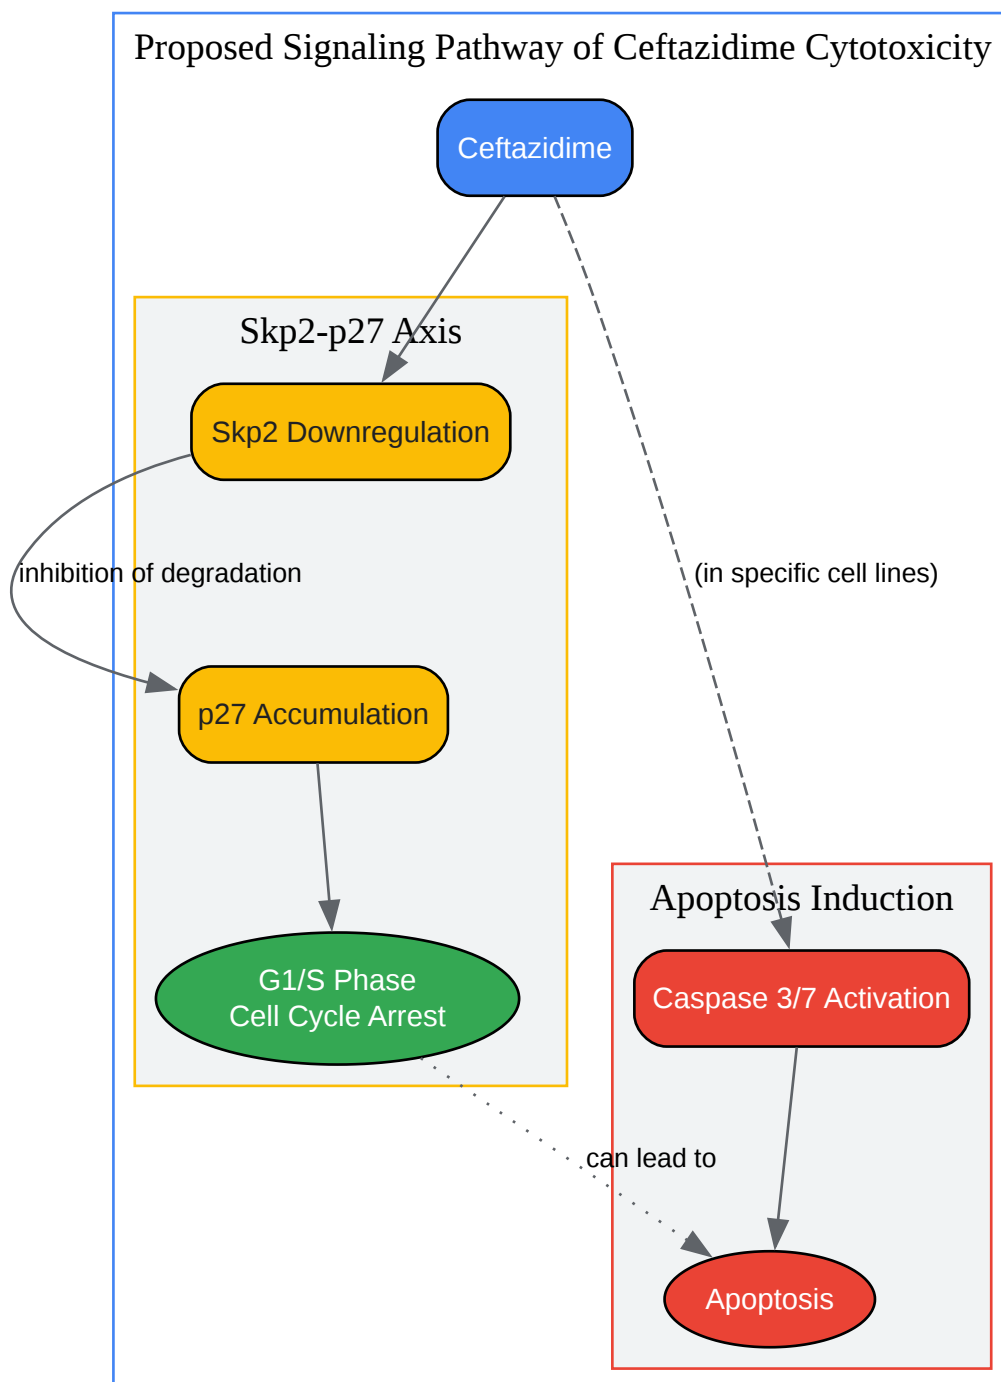 Proposed Signaling Pathway of Ceftazidime Cytotoxicity
Ceftazidime
Skp2-p27 Axis
Skp2 Downregulation
inhibition of degradation
(in specific cell lines)
p27 Accumulation
Apoptosis Induction
G1/S Phase
Cell Cycle Arrest
Caspase 3/7 Activation
can lead to
Apoptosis